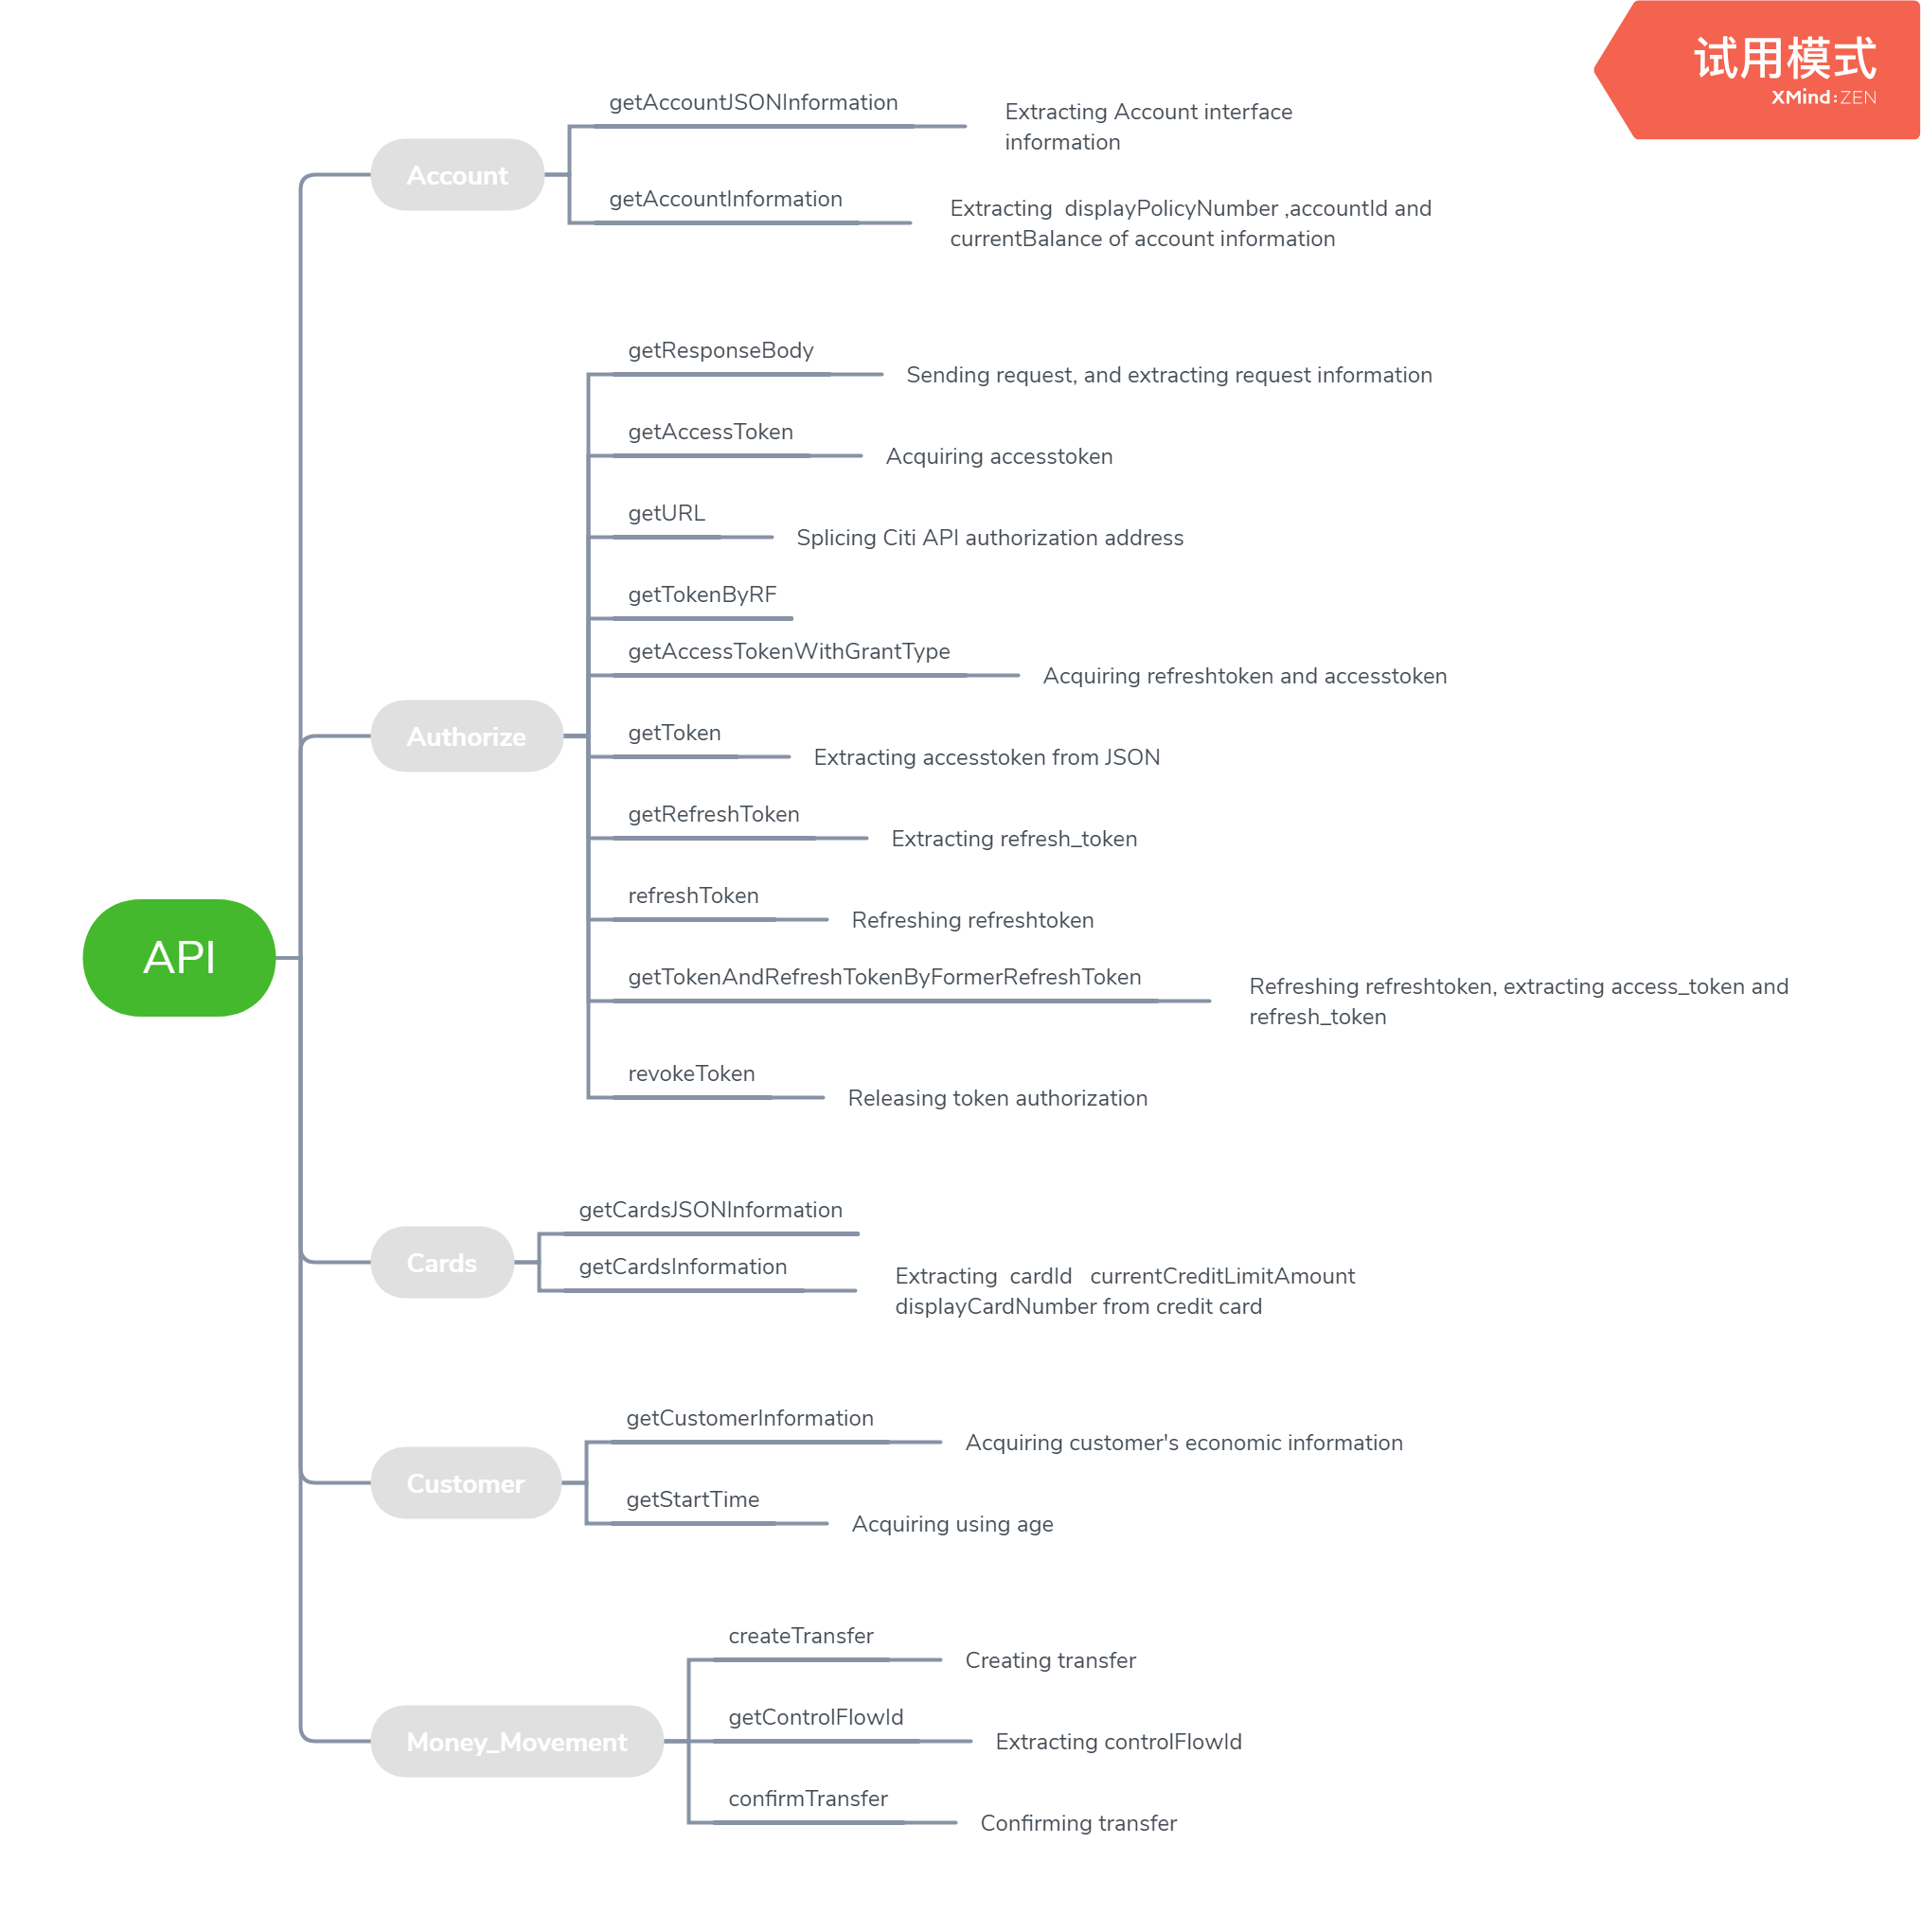 试用模式
XMind:ZEN
API
Account
getAccountJSONInformation
Extracting Account interface
information
getAccountInformation
Extracting  displayPolicyNumber ,accountId and
currentBalance of account information
Authorize
getResponseBody
Sending request, and extracting request information
getAccessToken
Acquiring accesstoken
getURL
Splicing Citi API authorization address
getTokenByRF
getAccessTokenWithGrantType
Acquiring refreshtoken and accesstoken
getToken
Extracting accesstoken from JSON
getRefreshToken
Extracting refresh_token
refreshToken
Refreshing refreshtoken
getTokenAndRefreshTokenByFormerRefreshToken
Refreshing refreshtoken, extracting access_token and
refresh_token
revokeToken
Releasing token authorization
Cards
getCardsJSONInformation
getCardsInformation
Extracting  cardId   currentCreditLimitAmount
displayCardNumber from credit card
Customer
getCustomerInformation
Acquiring customer's economic information
getStartTime
Acquiring using age
Money_Movement
createTransfer
Creating transfer
getControlFlowId
Extracting controlFlowId
confirmTransfer
Confirming transfer